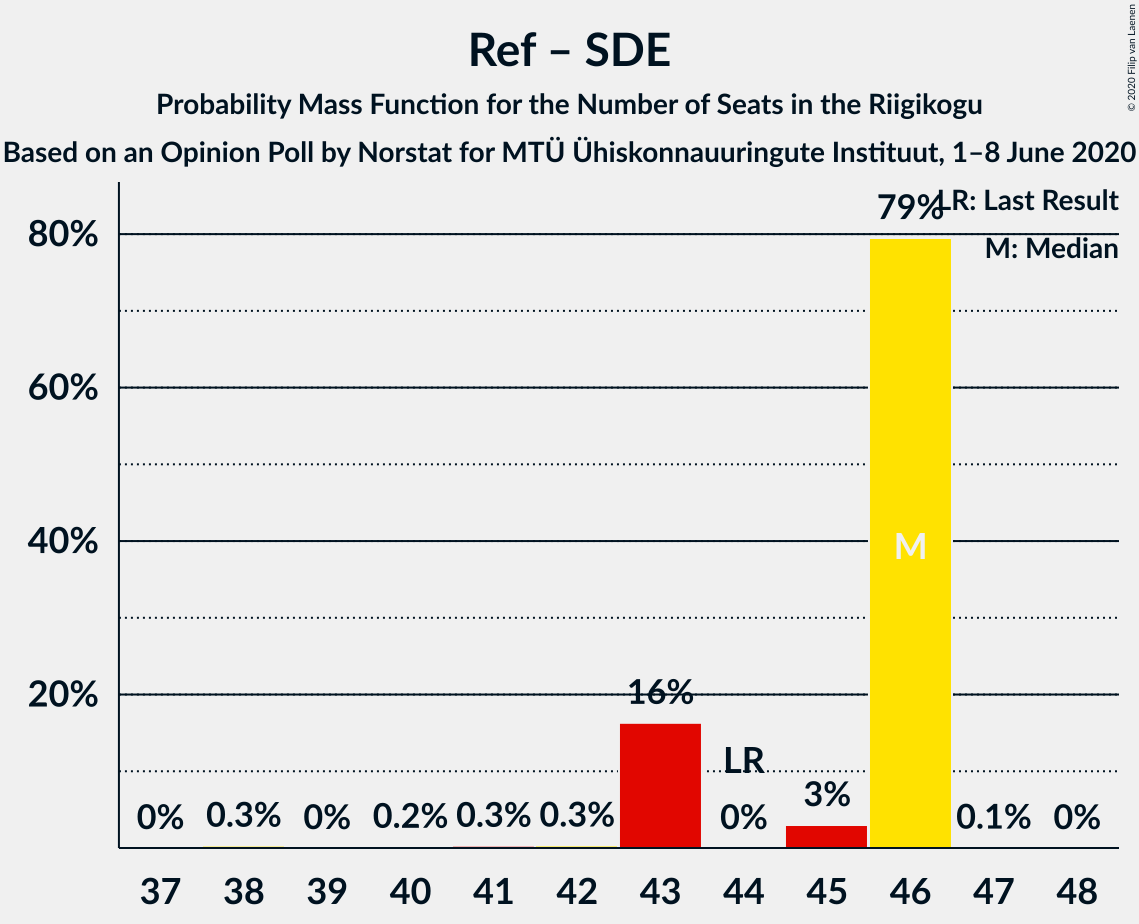 Ref – SDE
Probability Mass Function for the Number of Seats in the Riigikogu
Based on an Opinion Poll by Norstat for MTÜ Ühiskonnauuringute Instituut, 1–8 June 2020
© 2020 Filip van Laenen
LR: Last Result
M: Median
80%
60%
40%
20%
0% 0.3% 0% 0.2% 0.3% 0.3% 16% 0% 3% 79% 0.1% 0%
LR
M
37 38 39 40 41 42 43 44 45 46 47 48